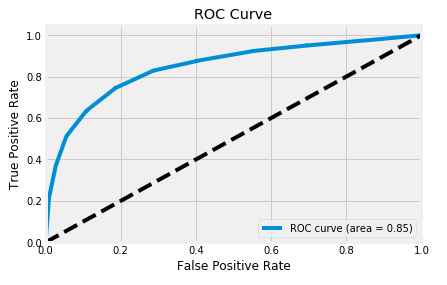 ROC Curve
1.0
0.8
0.6
0.4
0.2
0.0
True Positive Rate
ROC curve (area = 0.85)
0.0 0.2 0.4 0.6 0.8 1.0
False Positive Rate